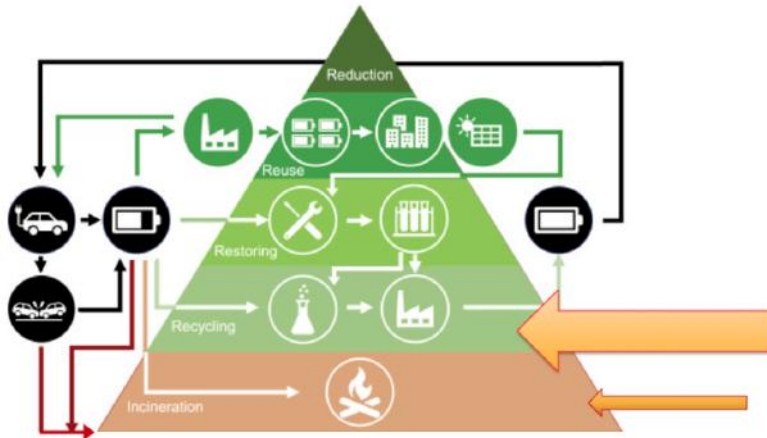 Reduction
Reuse
Restoring
Recycling
Incineration